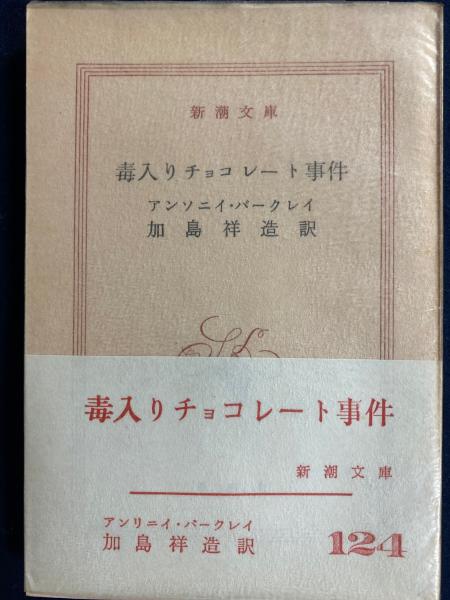 新潮文庫
毒入りチョコレート事件
アンソニイ・バークレイ
加島祥造訳
毒入りチョコレート事件
新潮文庫
アンリニイ・バークレイ
加島祥造訳
124